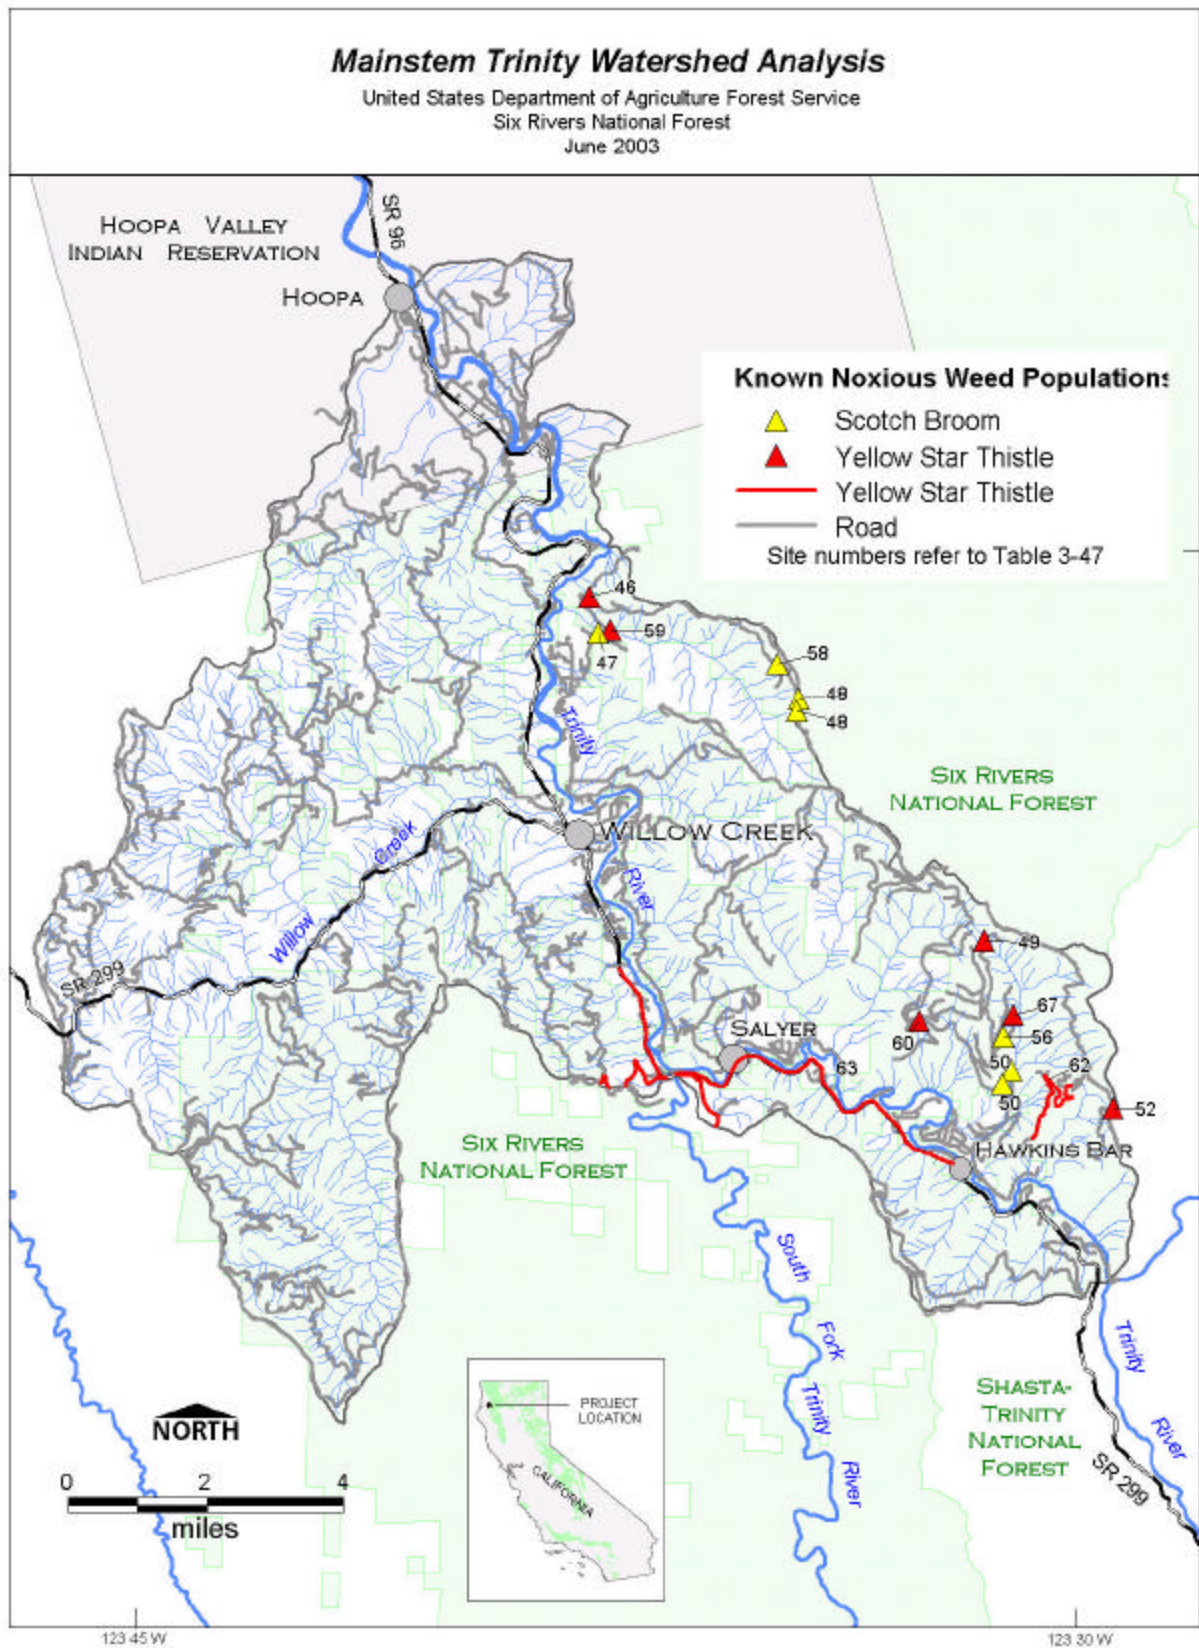 Mainstem Trinity Watershed Analysis
United States Department of Agriculture Forest Service
Six Rivers National Forest
June 2003
HOOPA VALLEY
INDIAN RESERVATION
SR 96
HOOPA
Known Noxious Weed Populations
Scotch Broom
Yellow Star Thistle
Yellow Star Thistle
Road
Site numbers refer to Table 3-47
46
59
47
58
48
48
Trinity
SIX RIVERS
NATIONAL FOREST
WILLOW CREEK
Creek
River
Willow
SR 299
49
67
SALYER
60
56
63
50
62
50
52
SIX RIVERS
NATIONAL FOREST
HAWKINS BAR
South
Fork
Trinity
River
Trinity
River
SHASTA-
TRINITY
NATIONAL
FOREST
SR 299
PROJECT
LOCATION
CALIFORNIA
NORTH
0 2 4
miles
123 45 W
123 30 W